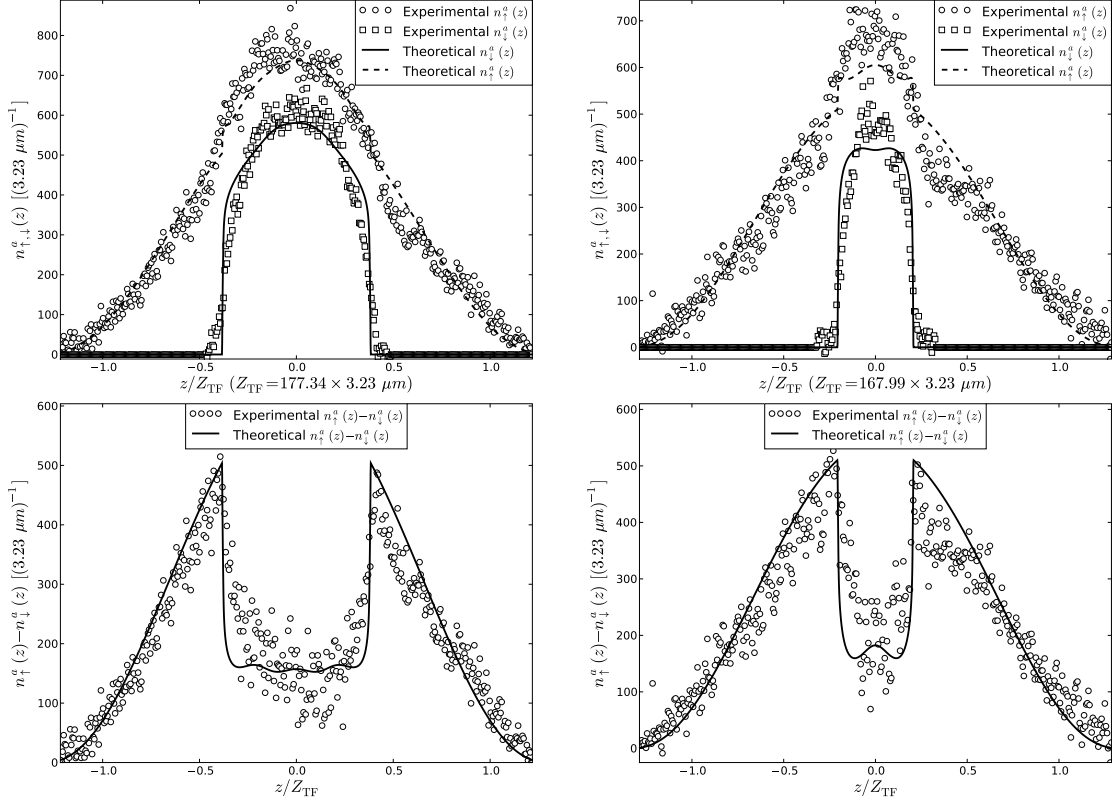 Experimental n↑ᵃ(z)
Experimental n↓ᵃ(z)
Theoretical n↓ᵃ(z)
Theoretical n↑ᵃ(z)
n↑,↓ᵃ(z) [(3.23 μm)⁻¹]
800
700
600
500
400
300
200
100
0
−1.0 −0.5 0.0 0.5 1.0
z/Z_TF (Z_TF=177.34 × 3.23 μm)
Experimental n↑ᵃ(z)
Experimental n↓ᵃ(z)
Theoretical n↓ᵃ(z)
Theoretical n↑ᵃ(z)
n↑,↓ᵃ(z) [(3.23 μm)⁻¹]
700
600
500
400
300
200
100
0
−1.0 −0.5 0.0 0.5 1.0
z/Z_TF (Z_TF=167.99 × 3.23 μm)
Experimental n↑ᵃ(z)−n↓ᵃ(z)
Theoretical n↑ᵃ(z)−n↓ᵃ(z)
n↑ᵃ(z)−n↓ᵃ(z) [(3.23 μm)⁻¹]
600
500
400
300
200
100
0
−1.0 −0.5 0.0 0.5 1.0
z/Z_TF
Experimental n↑ᵃ(z)−n↓ᵃ(z)
Theoretical n↑ᵃ(z)−n↓ᵃ(z)
n↑ᵃ(z)−n↓ᵃ(z) [(3.23 μm)⁻¹]
600
500
400
300
200
100
0
−1.0 −0.5 0.0 0.5 1.0
z/Z_TF